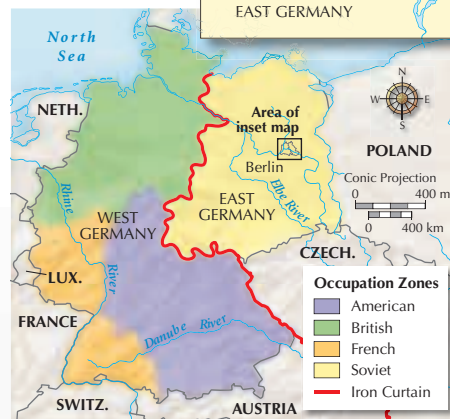 EAST GERMANY
North
Sea
N
W
E
S
NETH.
Area of
inset map
POLAND
Berlin
Conic Projection
0
400 m
0
400 km
Elbe River
EAST
GERMANY
Rhine
River
WEST
GERMANY
CZECH.
LUX.
FRANCE
Danube River
SWITZ.
AUSTRIA
Occupation Zones
American
British
French
Soviet
Iron Curtain